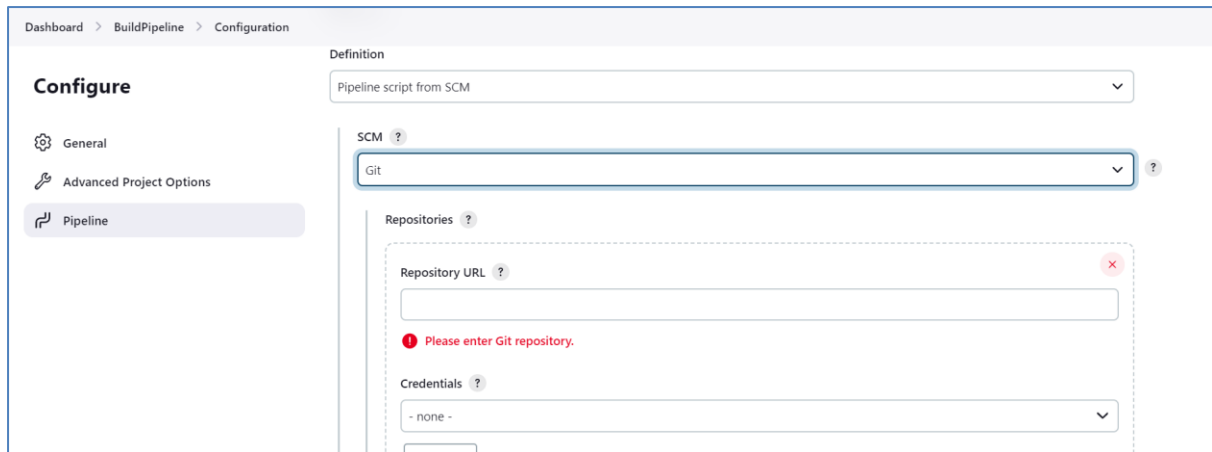 Dashboard > BuildPipeline > Configuration
Definition
Configure
Pipeline script from SCM
General
SCM ?
Git
?
Advanced Project Options
Pipeline
Repositories ?
Repository URL ?
Please enter Git repository.
Credentials ?
- none -